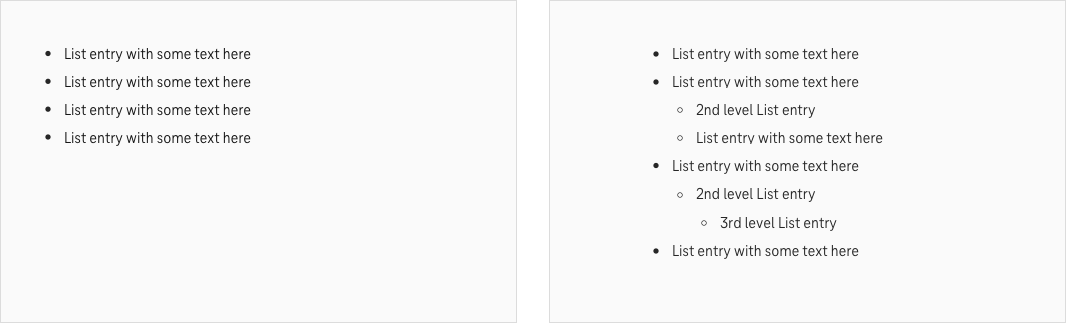 • List entry with some text here
• List entry with some text here
• List entry with some text here
• List entry with some text here
• List entry with some text here
• List entry with some text here
◦ 2nd level List entry
◦ List entry with some text here
• List entry with some text here
◦ 2nd level List entry
◦ 3rd level List entry
• List entry with some text here